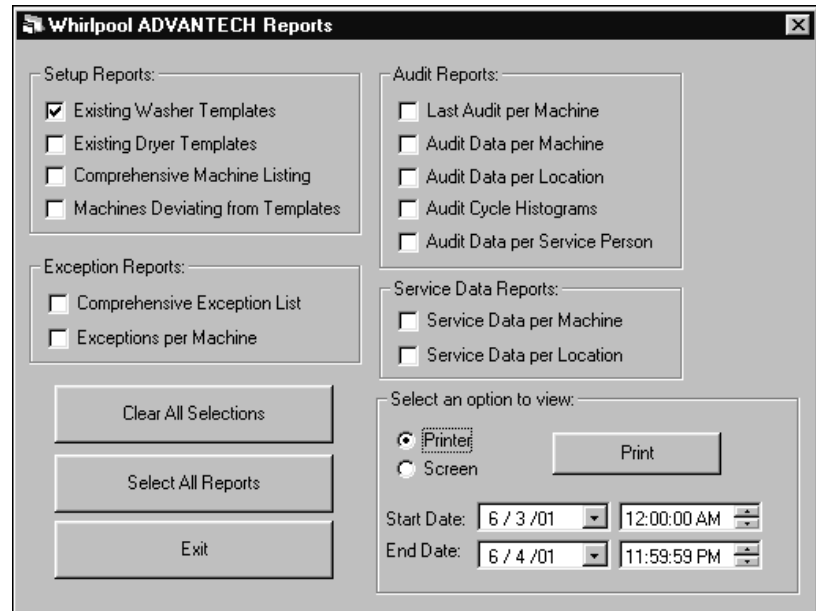 Whirlpool ADVANTECH Reports
Setup Reports:
Existing Washer Templates
Existing Dryer Templates
Comprehensive Machine Listing
Machines Deviating from Templates
Exception Reports:
Comprehensive Exception List
Exceptions per Machine
Clear All Selections
Select All Reports
Exit
Audit Reports:
Last Audit per Machine
Audit Data per Machine
Audit Data per Location
Audit Cycle Histograms
Audit Data per Service Person
Service Data Reports:
Service Data per Machine
Service Data per Location
Select an option to view:
Printer
Screen
Print
Start Date: 6 / 3 /01 12:00:00 AM
End Date: 6 / 4 /01 11:59:59 PM